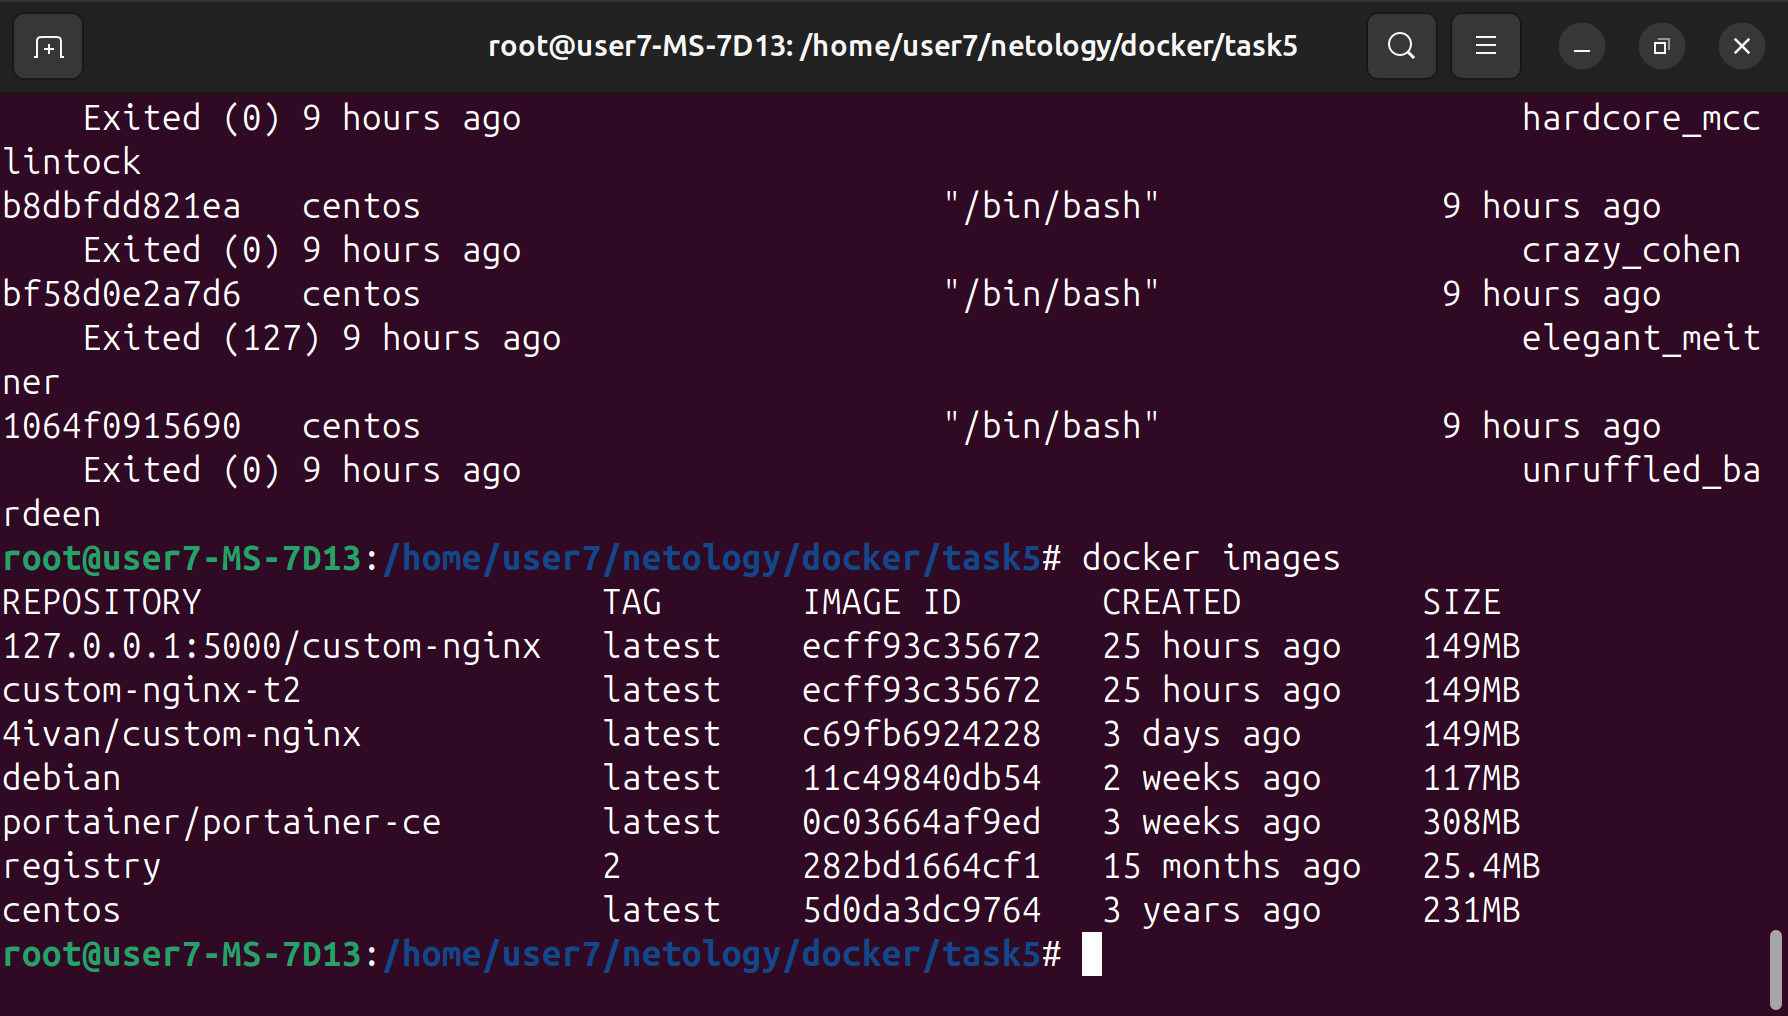 root@user7-MS-7D13: /home/user7/netology/docker/task5
Exited (0) 9 hours ago hardcore_mcc
lintock
b8dbfdd821ea centos "/bin/bash" 9 hours ago
Exited (0) 9 hours ago crazy_cohen
bf58d0e2a7d6 centos "/bin/bash" 9 hours ago
Exited (127) 9 hours ago elegant_meit
ner
1064f0915690 centos "/bin/bash" 9 hours ago
Exited (0) 9 hours ago unruffled_ba
rdeen
root@user7-MS-7D13:/home/user7/netology/docker/task5# docker images
REPOSITORY TAG IMAGE ID CREATED SIZE
127.0.0.1:5000/custom-nginx latest ecff93c35672 25 hours ago 149MB
custom-nginx-t2 latest ecff93c35672 25 hours ago 149MB
4ivan/custom-nginx latest c69fb6924228 3 days ago 149MB
debian latest 11c49840db54 2 weeks ago 117MB
portainer/portainer-ce latest 0c03664af9ed 3 weeks ago 308MB
registry 2 282bd1664cf1 15 months ago 25.4MB
centos latest 5d0da3dc9764 3 years ago 231MB
root@user7-MS-7D13:/home/user7/netology/docker/task5#